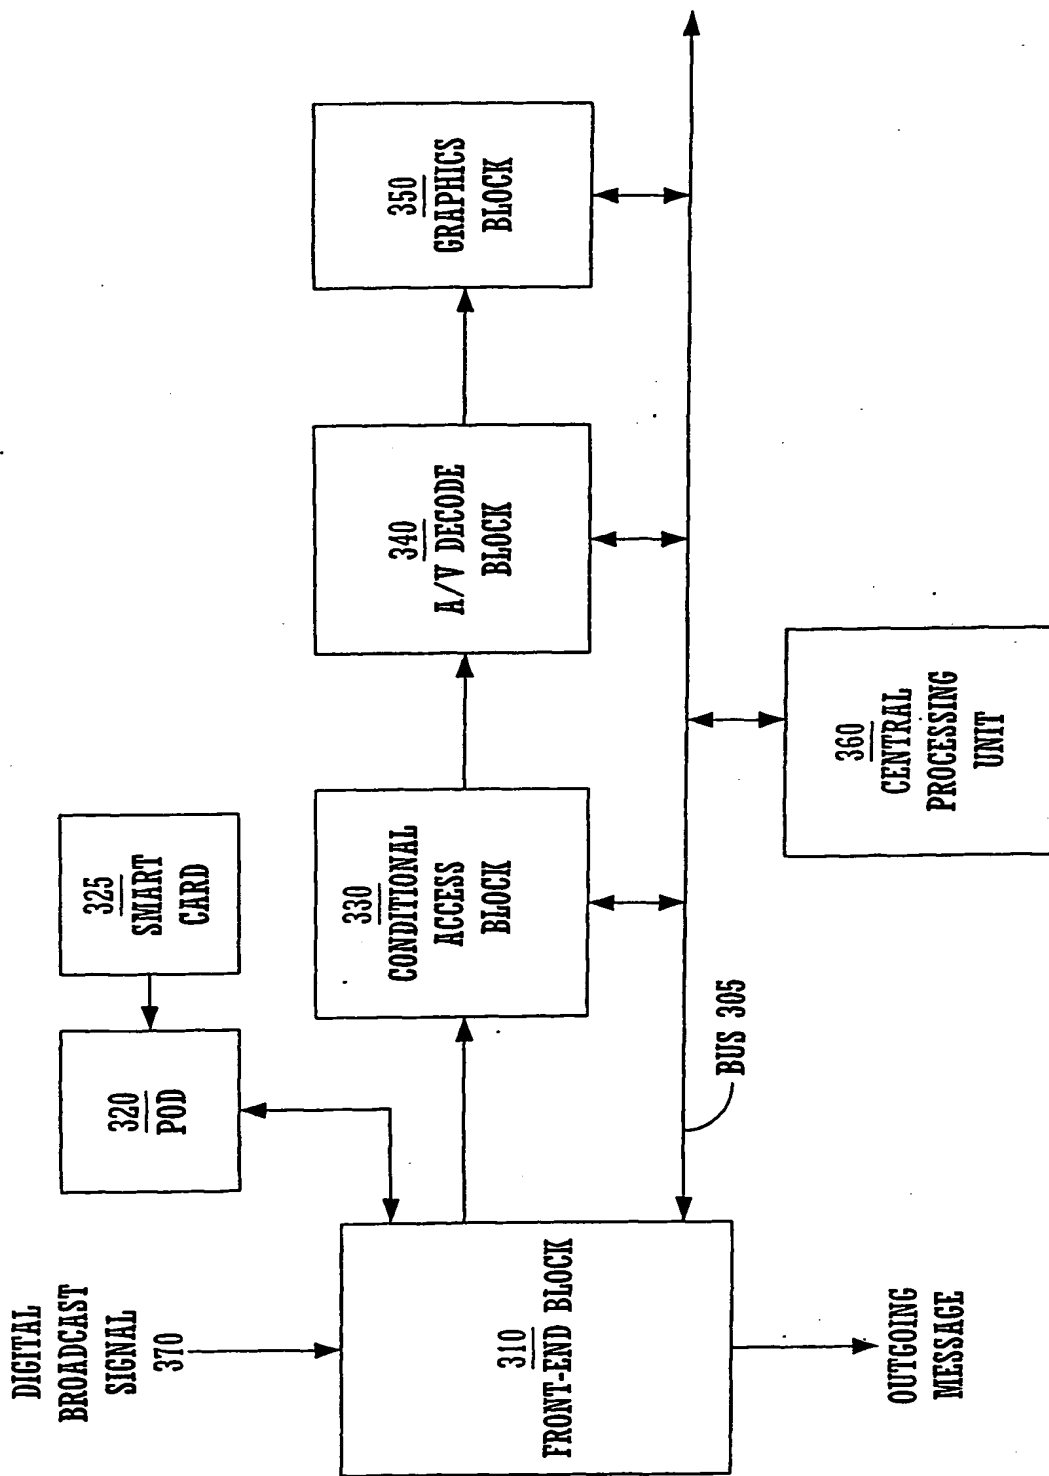 DIGITAL
BROADCAST
SIGNAL
370
310
FRONT-END BLOCK
OUTGOING
MESSAGE
320
POD
325
SMART
CARD
330
CONDITIONAL
ACCESS
BLOCK
340
A/V DECODE
BLOCK
350
GRAPHICS
BLOCK
BUS 305
360
CENTRAL
PROCESSING
UNIT